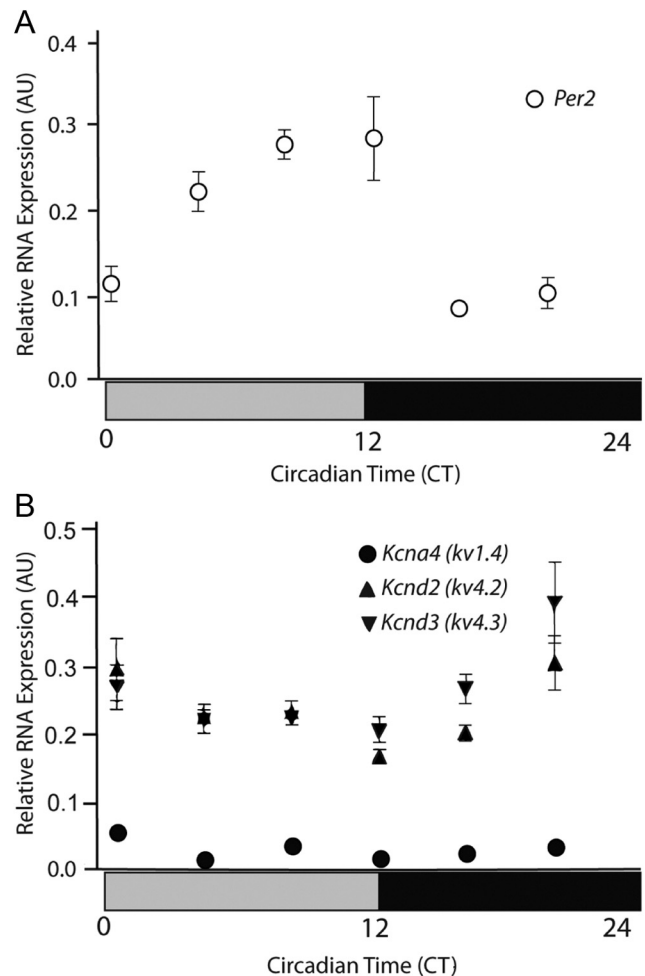 A
Relative RNA Expression (AU)
0.4
0.3
0.2
0.1
0.0
Per2
0 12 24
Circadian Time (CT)
B
Relative RNA Expression (AU)
0.5
0.4
0.3
0.2
0.1
0.0
Kcna4 (kv1.4)
Kcnd2 (kv4.2)
Kcnd3 (kv4.3)
0 12 24
Circadian Time (CT)